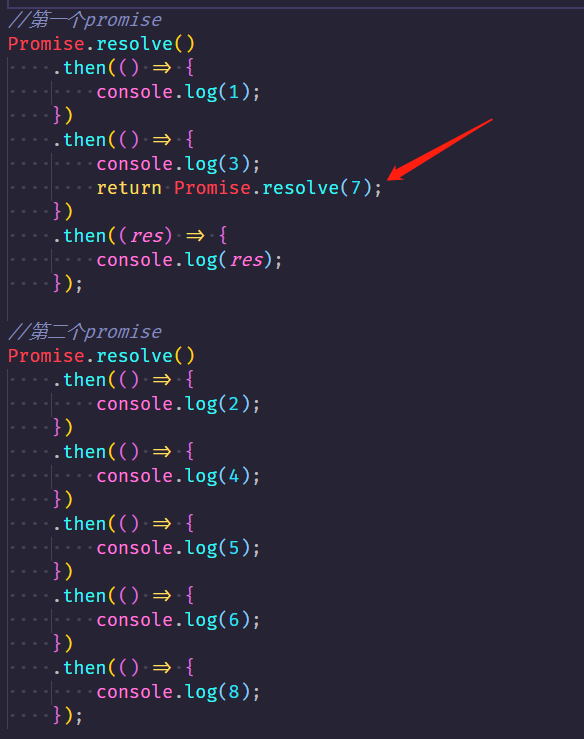 //第一个promise
Promise.resolve()
.then(() => {
console.log(1);
})
.then(() => {
console.log(3);
return Promise.resolve(7);
})
.then((res) => {
console.log(res);
});
//第二个promise
Promise.resolve()
.then(() => {
console.log(2);
})
.then(() => {
console.log(4);
})
.then(() => {
console.log(5);
})
.then(() => {
console.log(6);
})
.then(() => {
console.log(8);
});